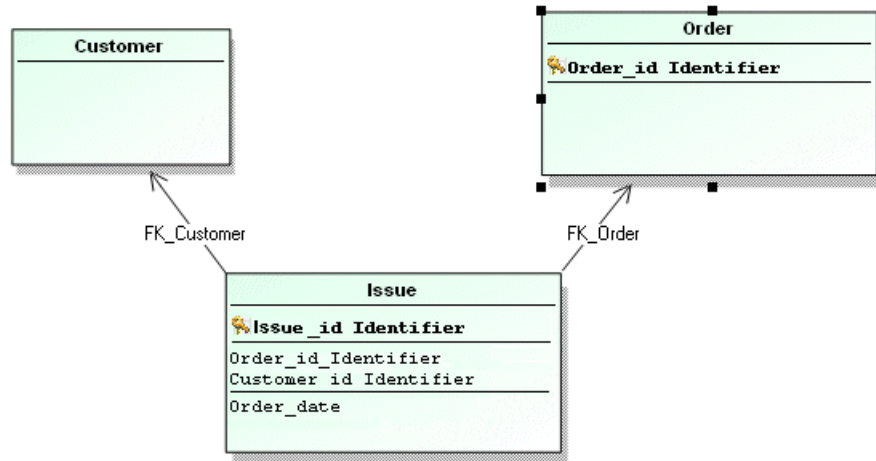 Customer
Order
Order_id Identifier
FK_Customer
FK_Order
Issue
Issue_id Identifier
Order_id_Identifier
Customer id Identifier
Order_date